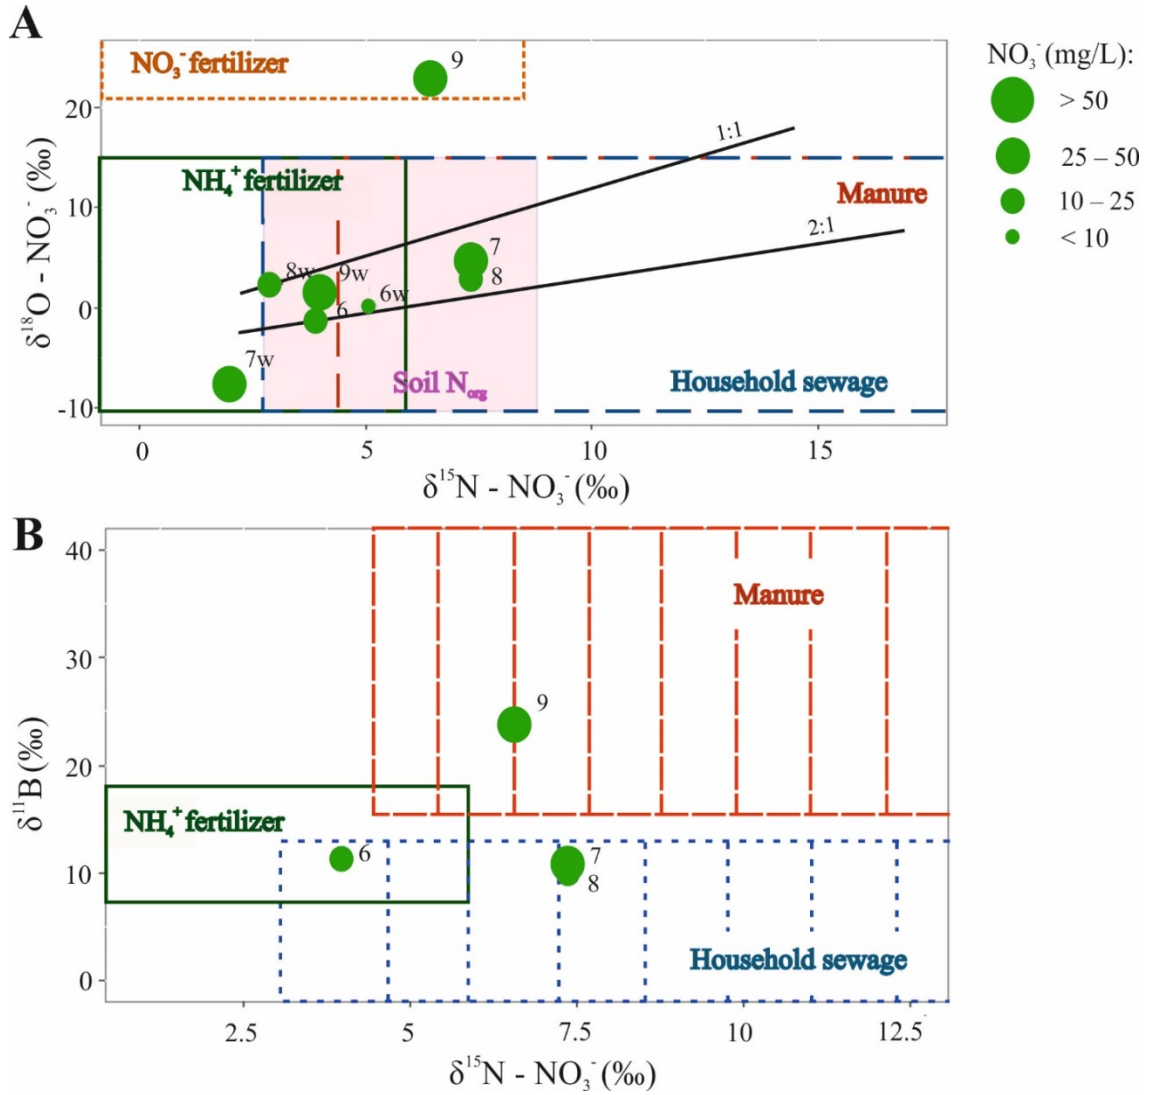 A
NO₃⁻ fertilizer
9
NO₃⁻ (mg/L):
> 50
25 – 50
10 – 25
< 10
20
10
0
-10
δ¹⁸O - NO₃⁻ (‰)
1:1
NH₄⁺ fertilizer
Manure
2:1
7
8
8w
9w
6w
6
7w
Soil Norg
Household sewage
0
5
10
15
δ¹⁵N - NO₃⁻ (‰)
B
40
30
20
10
0
δ¹¹B (‰)
Manure
9
NH₄⁺ fertilizer
6
7
8
Household sewage
2.5
5
7.5
10
12.5
δ¹⁵N - NO₃⁻ (‰)